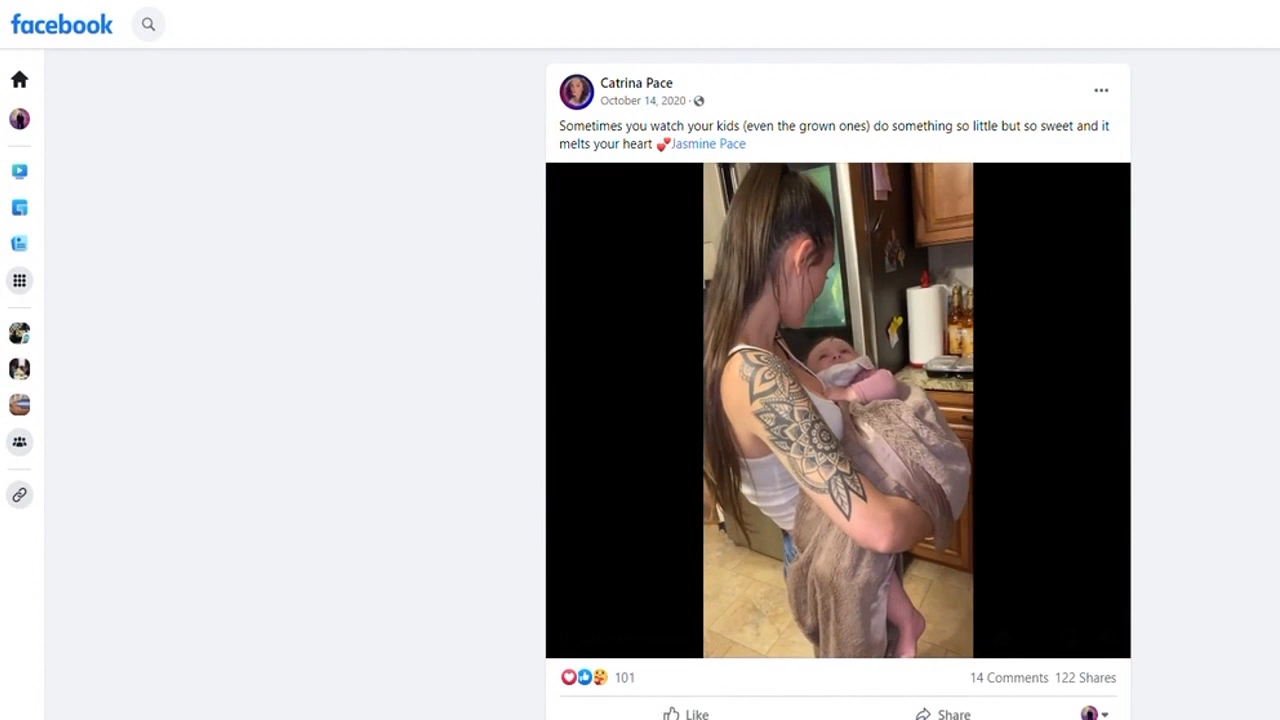 facebook
Catrina Pace
October 14, 2020 ·
Sometimes you watch your kids (even the grown ones) do something so little but so sweet and it
melts your heart 💕Jasmine Pace
101
14 Comments 122 Shares
Like
Share